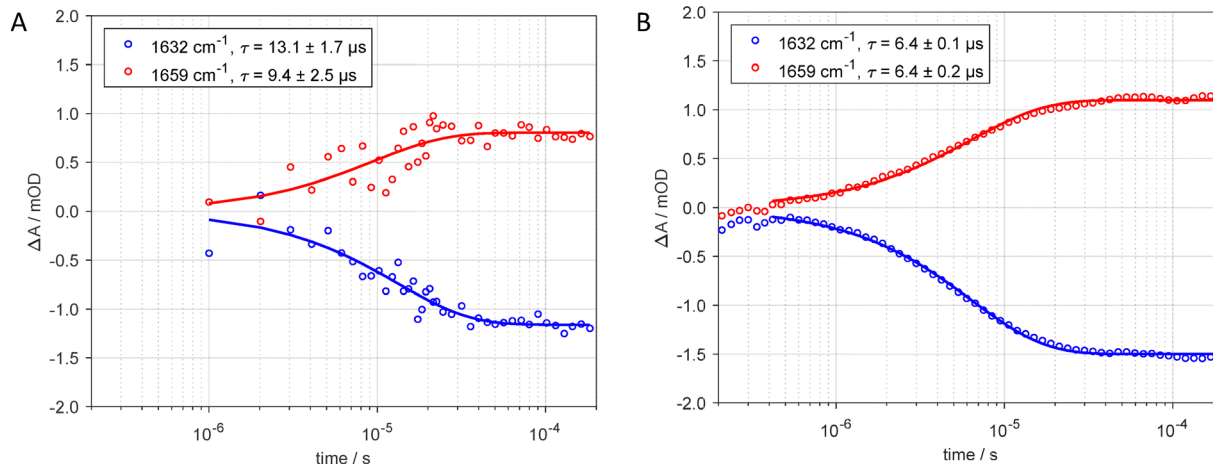 A
1632 cm⁻¹, τ = 13.1 ± 1.7 µs
1659 cm⁻¹, τ = 9.4 ± 2.5 µs
2.0
1.5
1.0
0.5
0.0
-0.5
-1.0
-1.5
-2.0
ΔA / mOD
10⁻⁶
10⁻⁵
10⁻⁴
time / s
B
1632 cm⁻¹, τ = 6.4 ± 0.1 µs
1659 cm⁻¹, τ = 6.4 ± 0.2 µs
2.0
1.5
1.0
0.5
0.0
-0.5
-1.0
-1.5
-2.0
ΔA / mOD
10⁻⁶
10⁻⁵
10⁻⁴
time / s